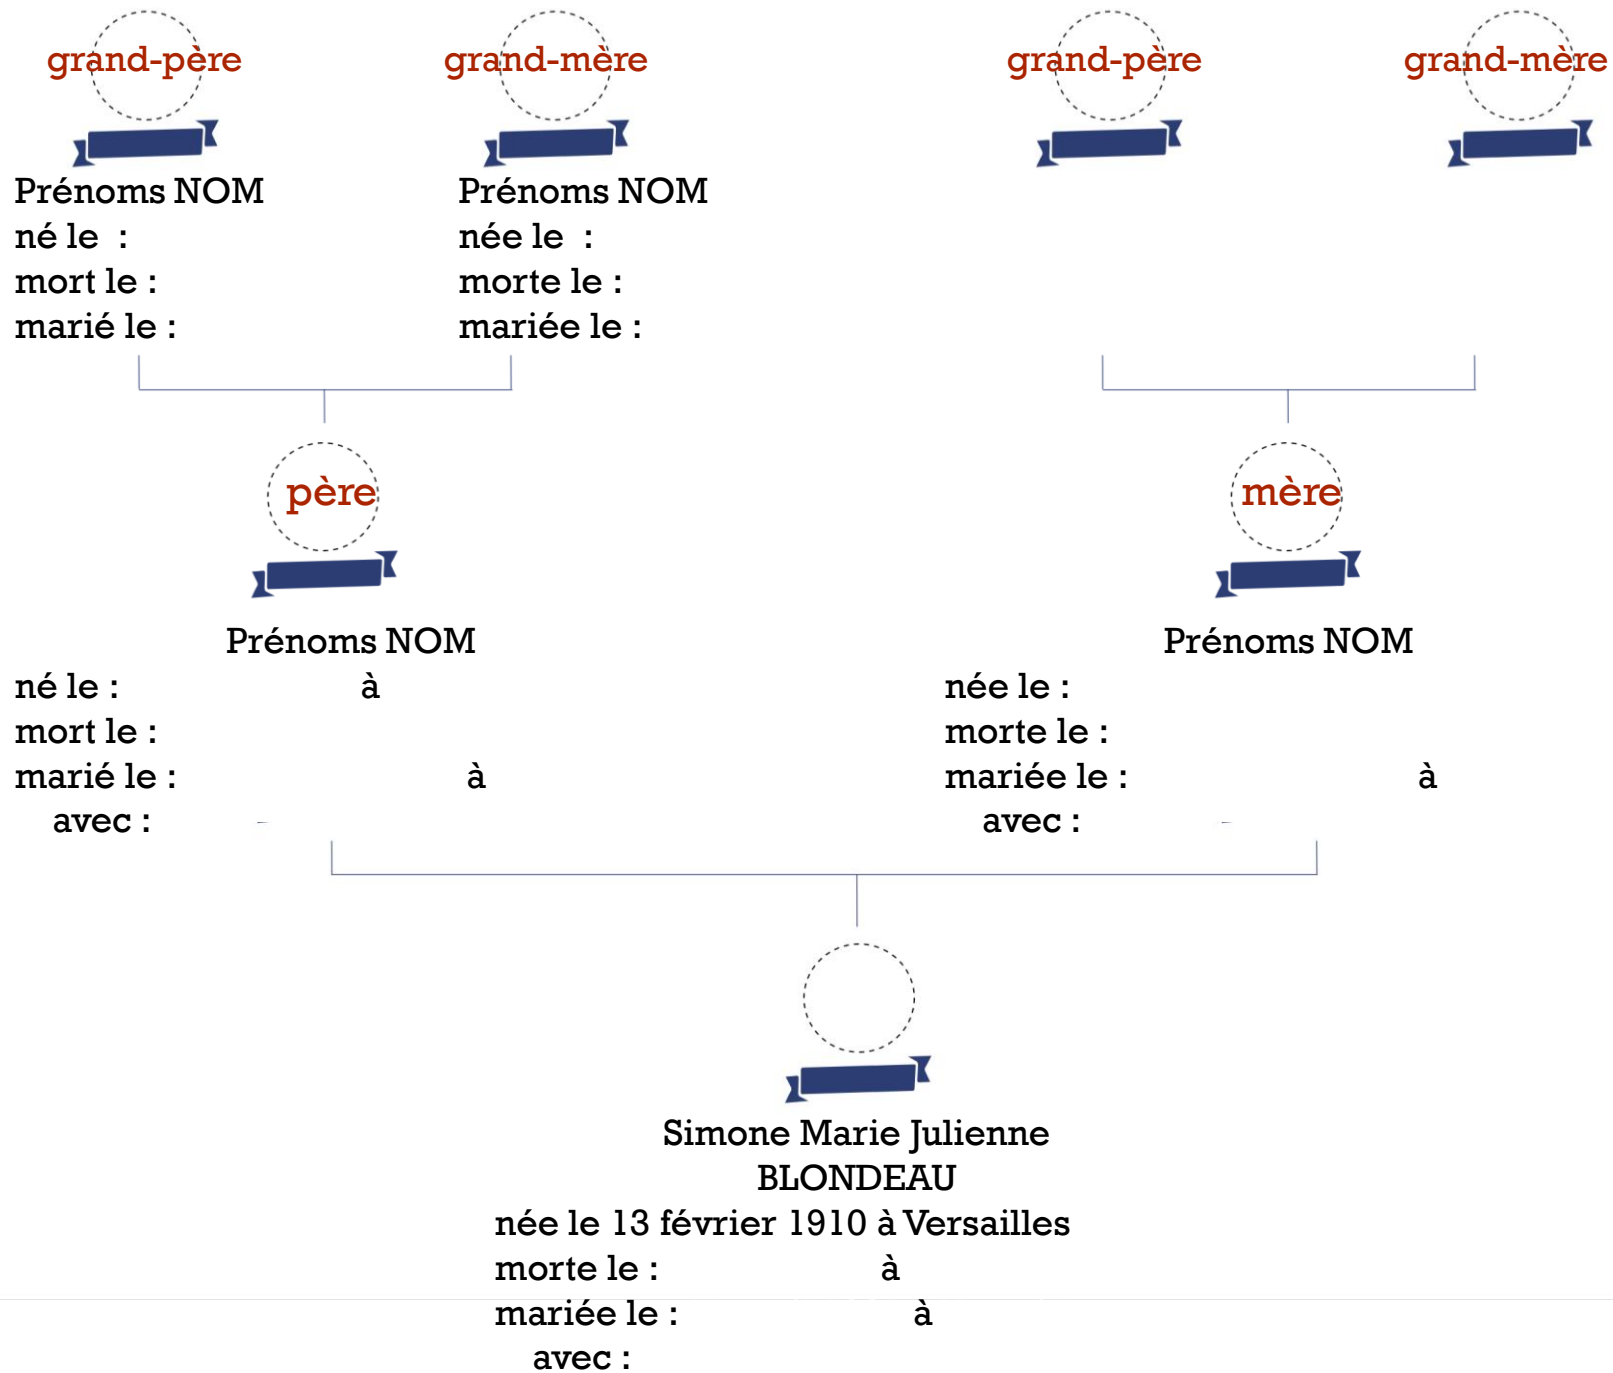 grand-père
grand-mère
grand-père
grand-mère
Prénoms NOM
né le :
mort le :
marié le :
Prénoms NOM
née le :
morte le :
mariée le :
père
mère
Prénoms NOM
né le : à
mort le :
marié le : à
avec :
Prénoms NOM
née le :
morte le :
mariée le : à
avec :
Simone Marie Julienne
BLONDEAU
née le 13 février 1910 à Versailles
morte le : à
mariée le : à
avec :